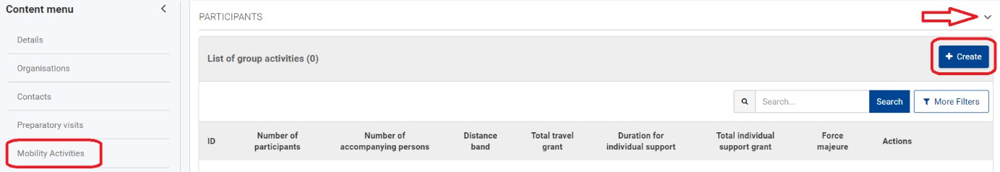 Content menu
Details
Organisations
Contacts
Preparatory visits
Mobility Activities
PARTICIPANTS
List of group activities (0)
+ Create
Search...
Search
More Filters
ID
Number of
participants
Number of
accompanying persons
Distance
band
Total travel
grant
Duration for
individual support
Total individual
support grant
Force
majeure
Actions